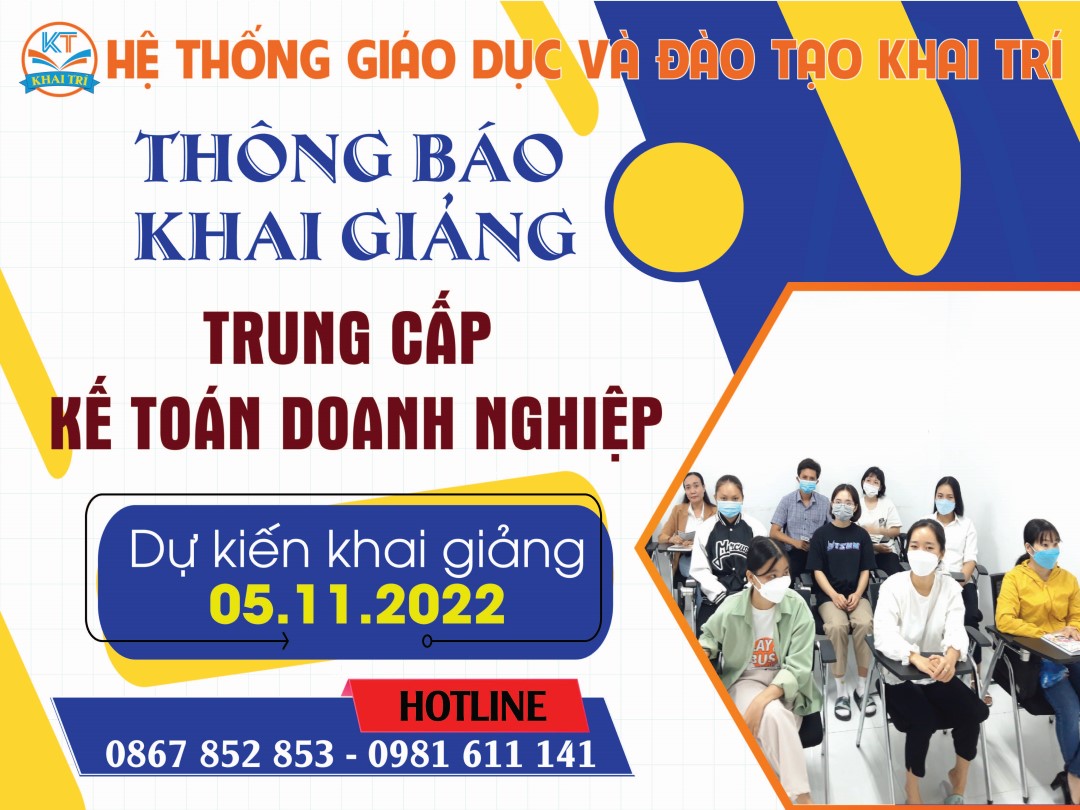 KT
KHAI TRÍ
HỆ THỐNG GIÁO DỤC VÀ ĐÀO TẠO KHAI TRÍ
THÔNG BÁO
KHAI GIẢNG
TRUNG CẤP
KẾ TOÁN DOANH NGHIỆP
Dự kiến khai giảng
05.11.2022
HOTLINE
0867 852 853 - 0981 611 141